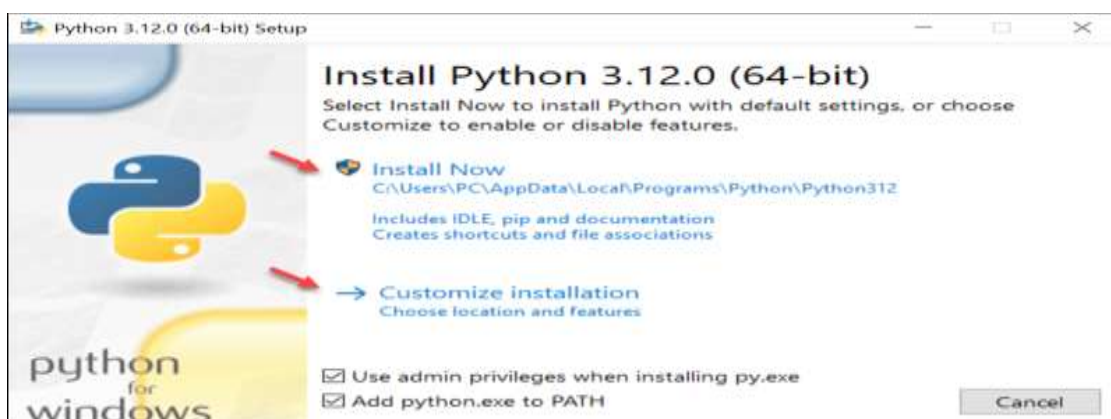 Python 3.12.0 (64-bit) Setup
Install Python 3.12.0 (64-bit)
Select Install Now to install Python with default settings, or choose
Customize to enable or disable features.
Install Now
C:\Users\PC\AppData\Local\Programs\Python\Python312
Includes IDLE, pip and documentation
Creates shortcuts and file associations
Customize installation
Choose location and features
python
for
windows
Use admin privileges when installing py.exe
Add python.exe to PATH
Cancel